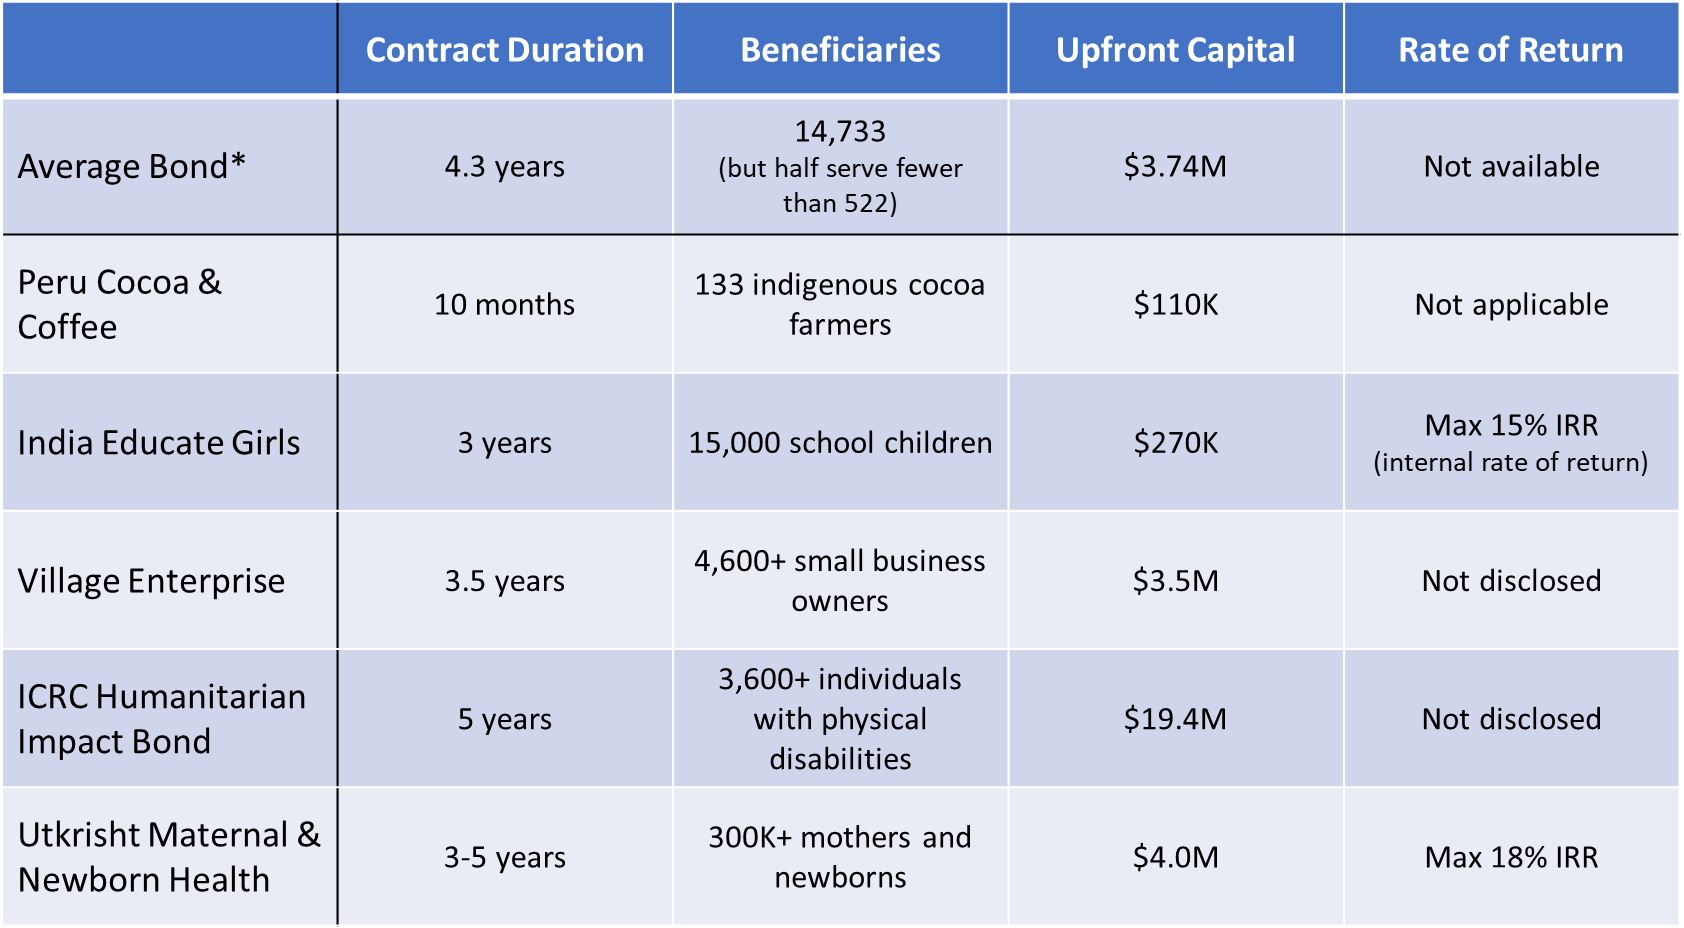 Contract Duration
Beneficiaries
Upfront Capital
Rate of Return
Average Bond*
4.3 years
14,733
(but half serve fewer
than 522)
$3.74M
Not available
Peru Cocoa &
Coffee
10 months
133 indigenous cocoa
farmers
$110K
Not applicable
India Educate Girls
3 years
15,000 school children
$270K
Max 15% IRR
(internal rate of return)
Village Enterprise
3.5 years
4,600+ small business
owners
$3.5M
Not disclosed
ICRC Humanitarian
Impact Bond
5 years
3,600+ individuals
with physical
disabilities
$19.4M
Not disclosed
Utkrisht Maternal &
Newborn Health
3-5 years
300K+ mothers and
newborns
$4.0M
Max 18% IRR